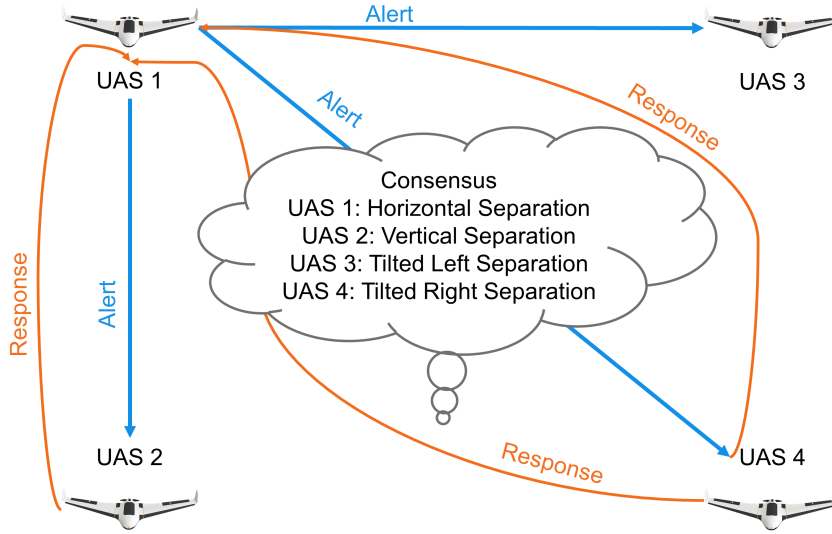 Alert
UAS 1
UAS 3
Alert
Response
Consensus
UAS 1: Horizontal Separation
UAS 2: Vertical Separation
UAS 3: Tilted Left Separation
UAS 4: Tilted Right Separation
Response
Alert
UAS 2
UAS 4
Response